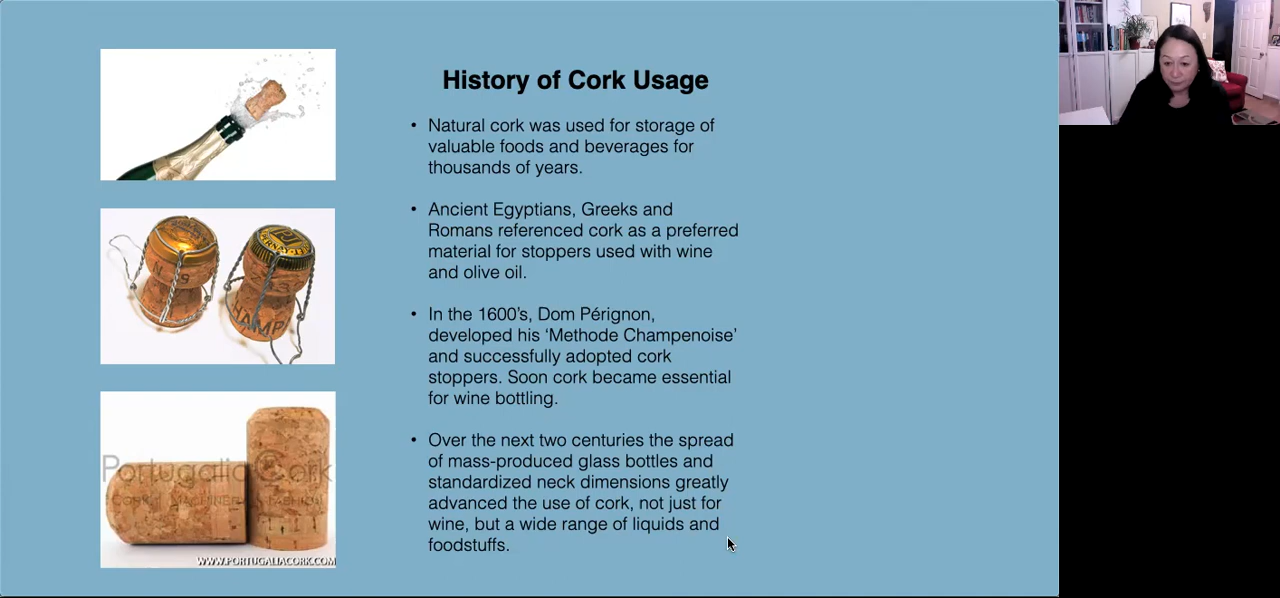 History of Cork Usage
• Natural cork was used for storage of
valuable foods and beverages for
thousands of years.
• Ancient Egyptians, Greeks and
Romans referenced cork as a preferred
material for stoppers used with wine
and olive oil.
• In the 1600’s, Dom Pérignon,
developed his ‘Methode Champenoise’
and successfully adopted cork
stoppers. Soon cork became essential
for wine bottling.
• Over the next two centuries the spread
of mass-produced glass bottles and
standardized neck dimensions greatly
advanced the use of cork, not just for
wine, but a wide range of liquids and
foodstuffs.
Portugalia Cork
WWW.PORTUGALIACORK.COM